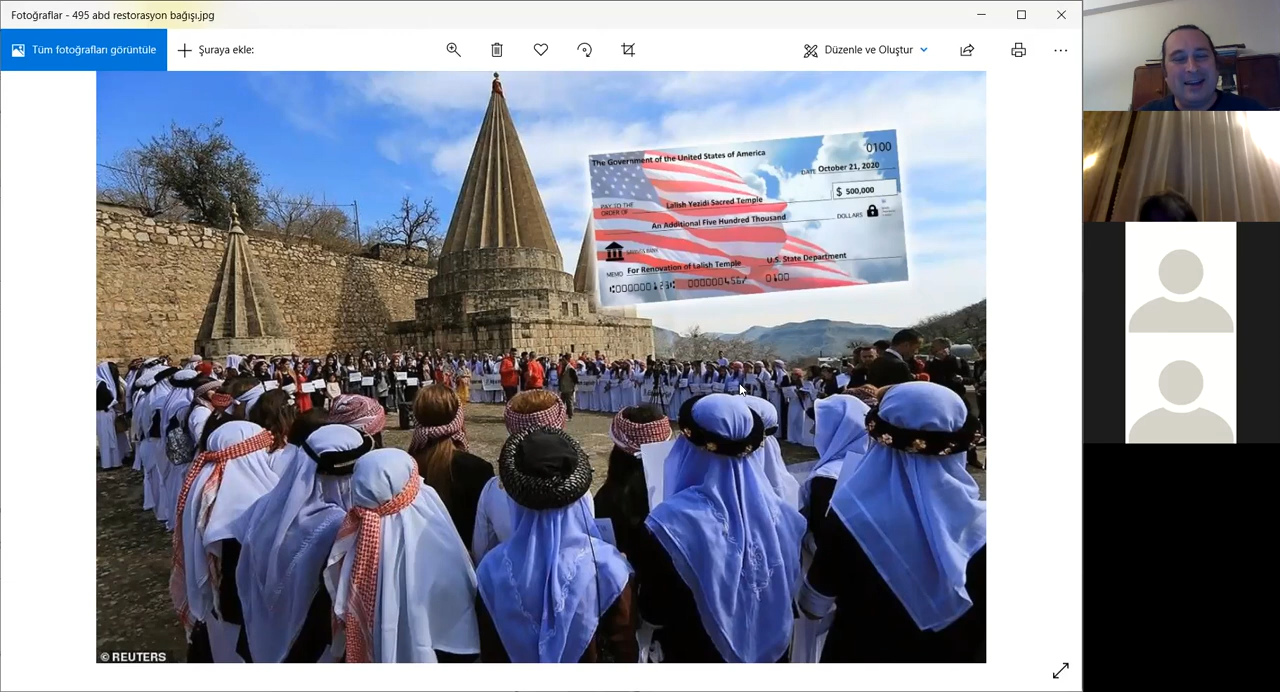 Fotoğraflar - 495 abd restorasyon bağışı.jpg
Tüm fotoğrafları görüntüle
Şuraya ekle:
Düzenle ve Oluştur
The Government of the United States of America
0100
DATE October 21, 2020
$ 500,000
PAY TO THE
ORDER OF
Lalish Yezidi Sacred Temple
An Additional Five Hundred Thousand
DOLLARS
MEMO For Renovation of Lalish Temple
U.S. State Department
0100
© REUTERS